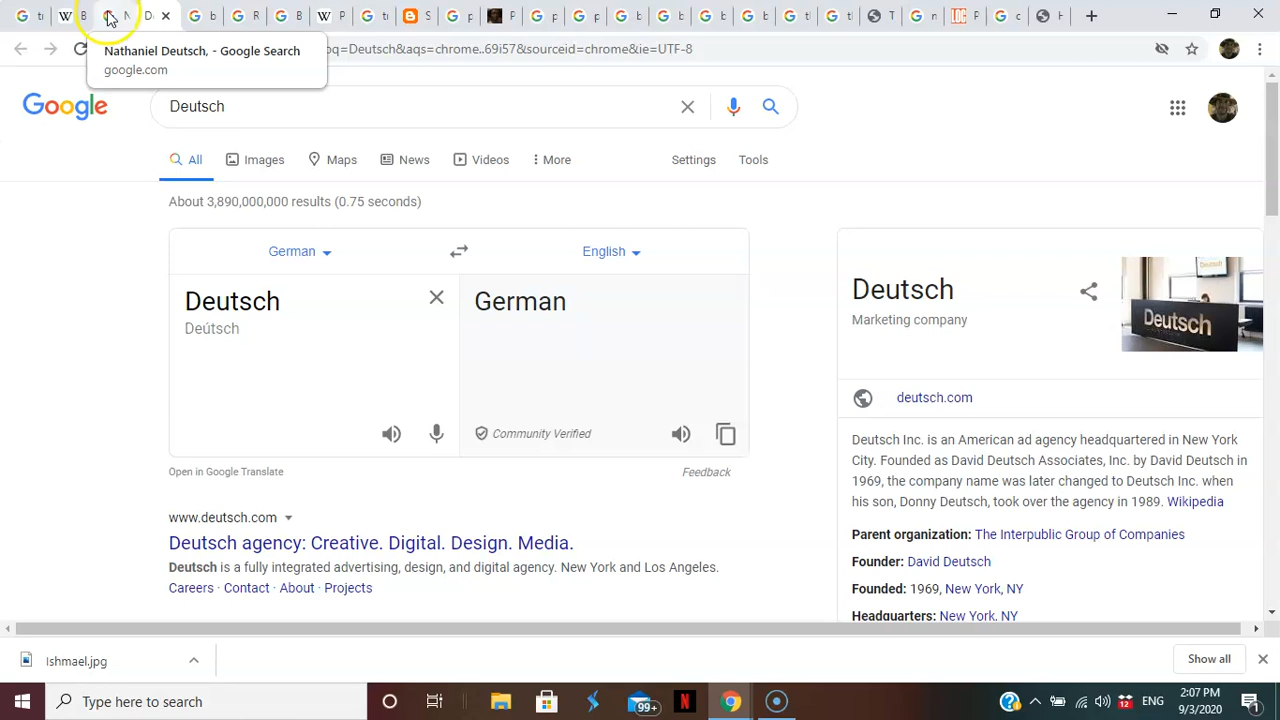 ti B N De b R B W P ti B B S p P p p b b b b b ti T n LOC P c H
Nathaniel Deutsch, - Google Search
google.com
oq=Deutsch&aqs=chrome..69i57&sourceid=chrome&ie=UTF-8
Google
Deutsch
All Images Maps News Videos More Settings Tools
About 3,890,000,000 results (0.75 seconds)
German English
Deutsch German
Deútsch
Community Verified
Open in Google Translate Feedback
www.deutsch.com
Deutsch agency: Creative. Digital. Design. Media.
Deutsch is a fully integrated advertising, design, and digital agency. New York and Los Angeles.
Careers · Contact · About · Projects
Deutsch
Marketing company
Deutsch
deutsch.com
Deutsch Inc. is an American ad agency headquartered in New York
City. Founded as David Deutsch Associates, Inc. by David Deutsch in
1969, the company name was later changed to Deutsch Inc. when
his son, Donny Deutsch, took over the agency in 1989. Wikipedia
Parent organization: The Interpublic Group of Companies
Founder: David Deutsch
Founded: 1969, New York, NY
Headquarters: New York, NY
Ishmael.jpg
Show all
Type here to search
99+
12
ENG
2:07 PM
9/3/2020
1